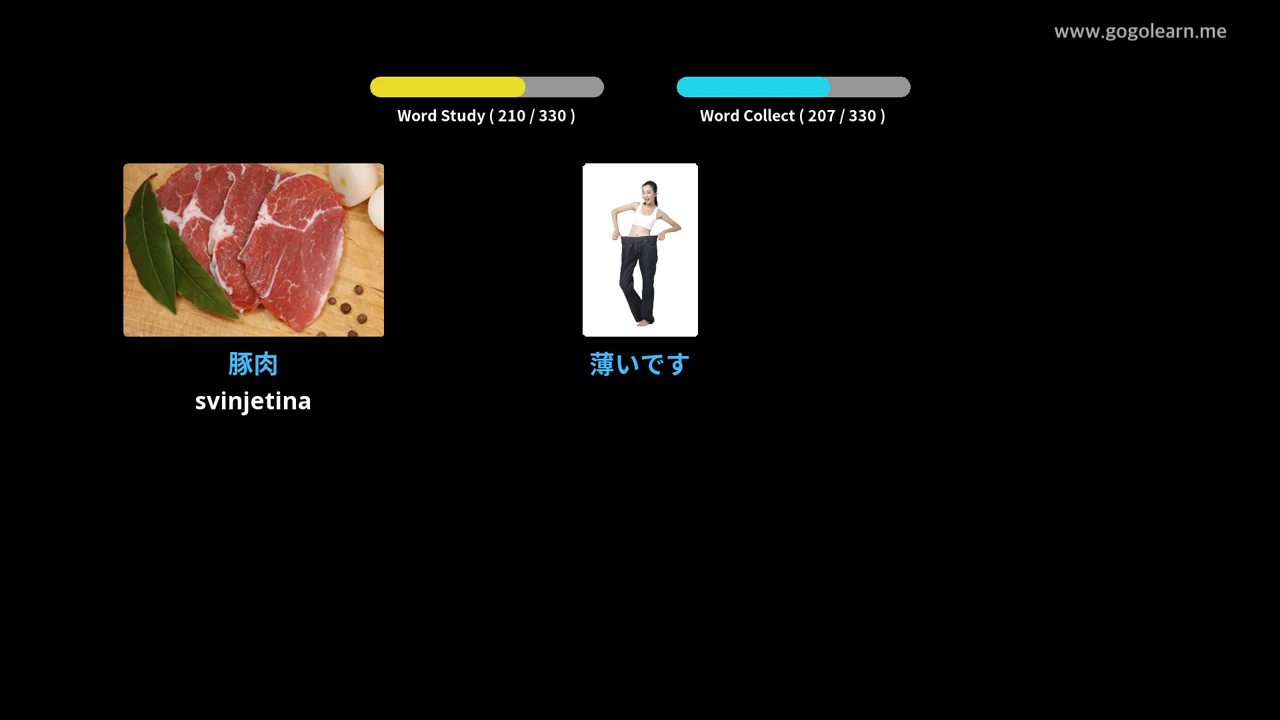 www.gogolearn.me
Word Study ( 210 / 330 )
Word Collect ( 207 / 330 )
豚肉
svinjetina
薄いです